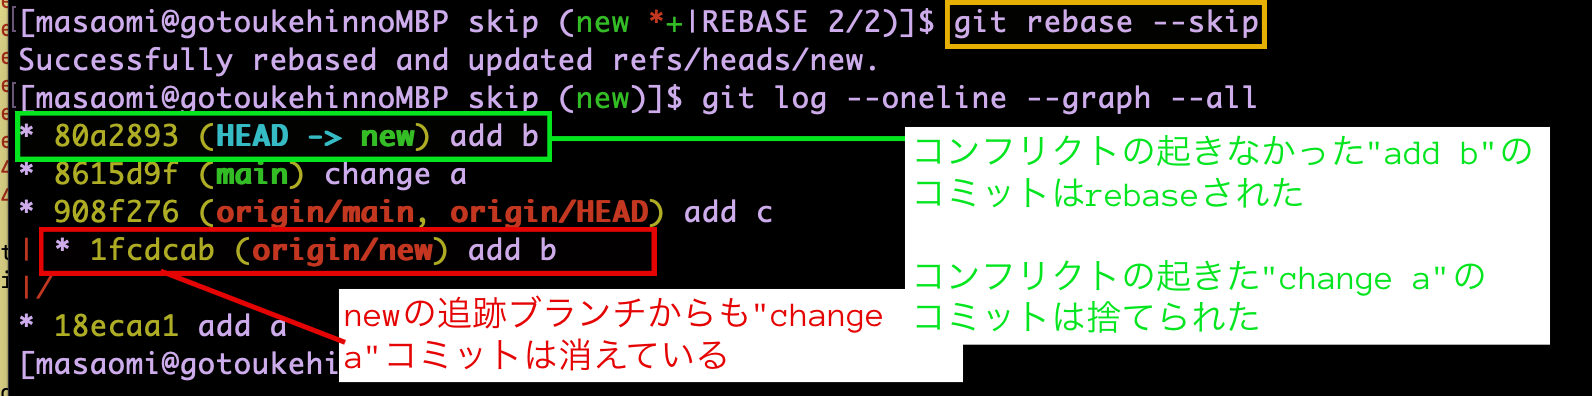 [masaomi@gotoukehinnoMBP skip (new *+|REBASE 2/2)]$ git rebase --skip
Successfully rebased and updated refs/heads/new.
[masaomi@gotoukehinnoMBP skip (new)]$ git log --oneline --graph --all
* 80a2893 (HEAD -> new) add b
* 8615d9f (main) change a
* 908f276 (origin/main, origin/HEAD) add c
| * 1fcdcab (origin/new) add b
|/
* 18ecaa1 add a
[masaomi@gotoukehi
コンフリクトの起きなかった"add b"の
コミットはrebaseされた
コンフリクトの起きた"change a"の
コミットは捨てられた
newの追跡ブランチからも"change
a"コミットは消えている